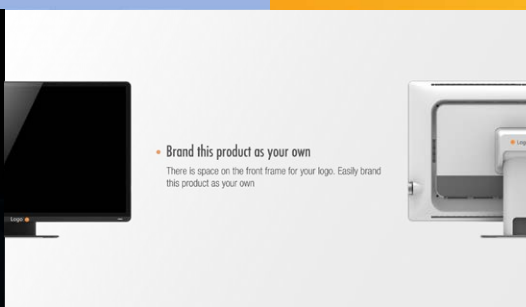 Brand this product as your own
There is space on the front frame for your logo. Easily brand
this product as your own
Logo
Logo